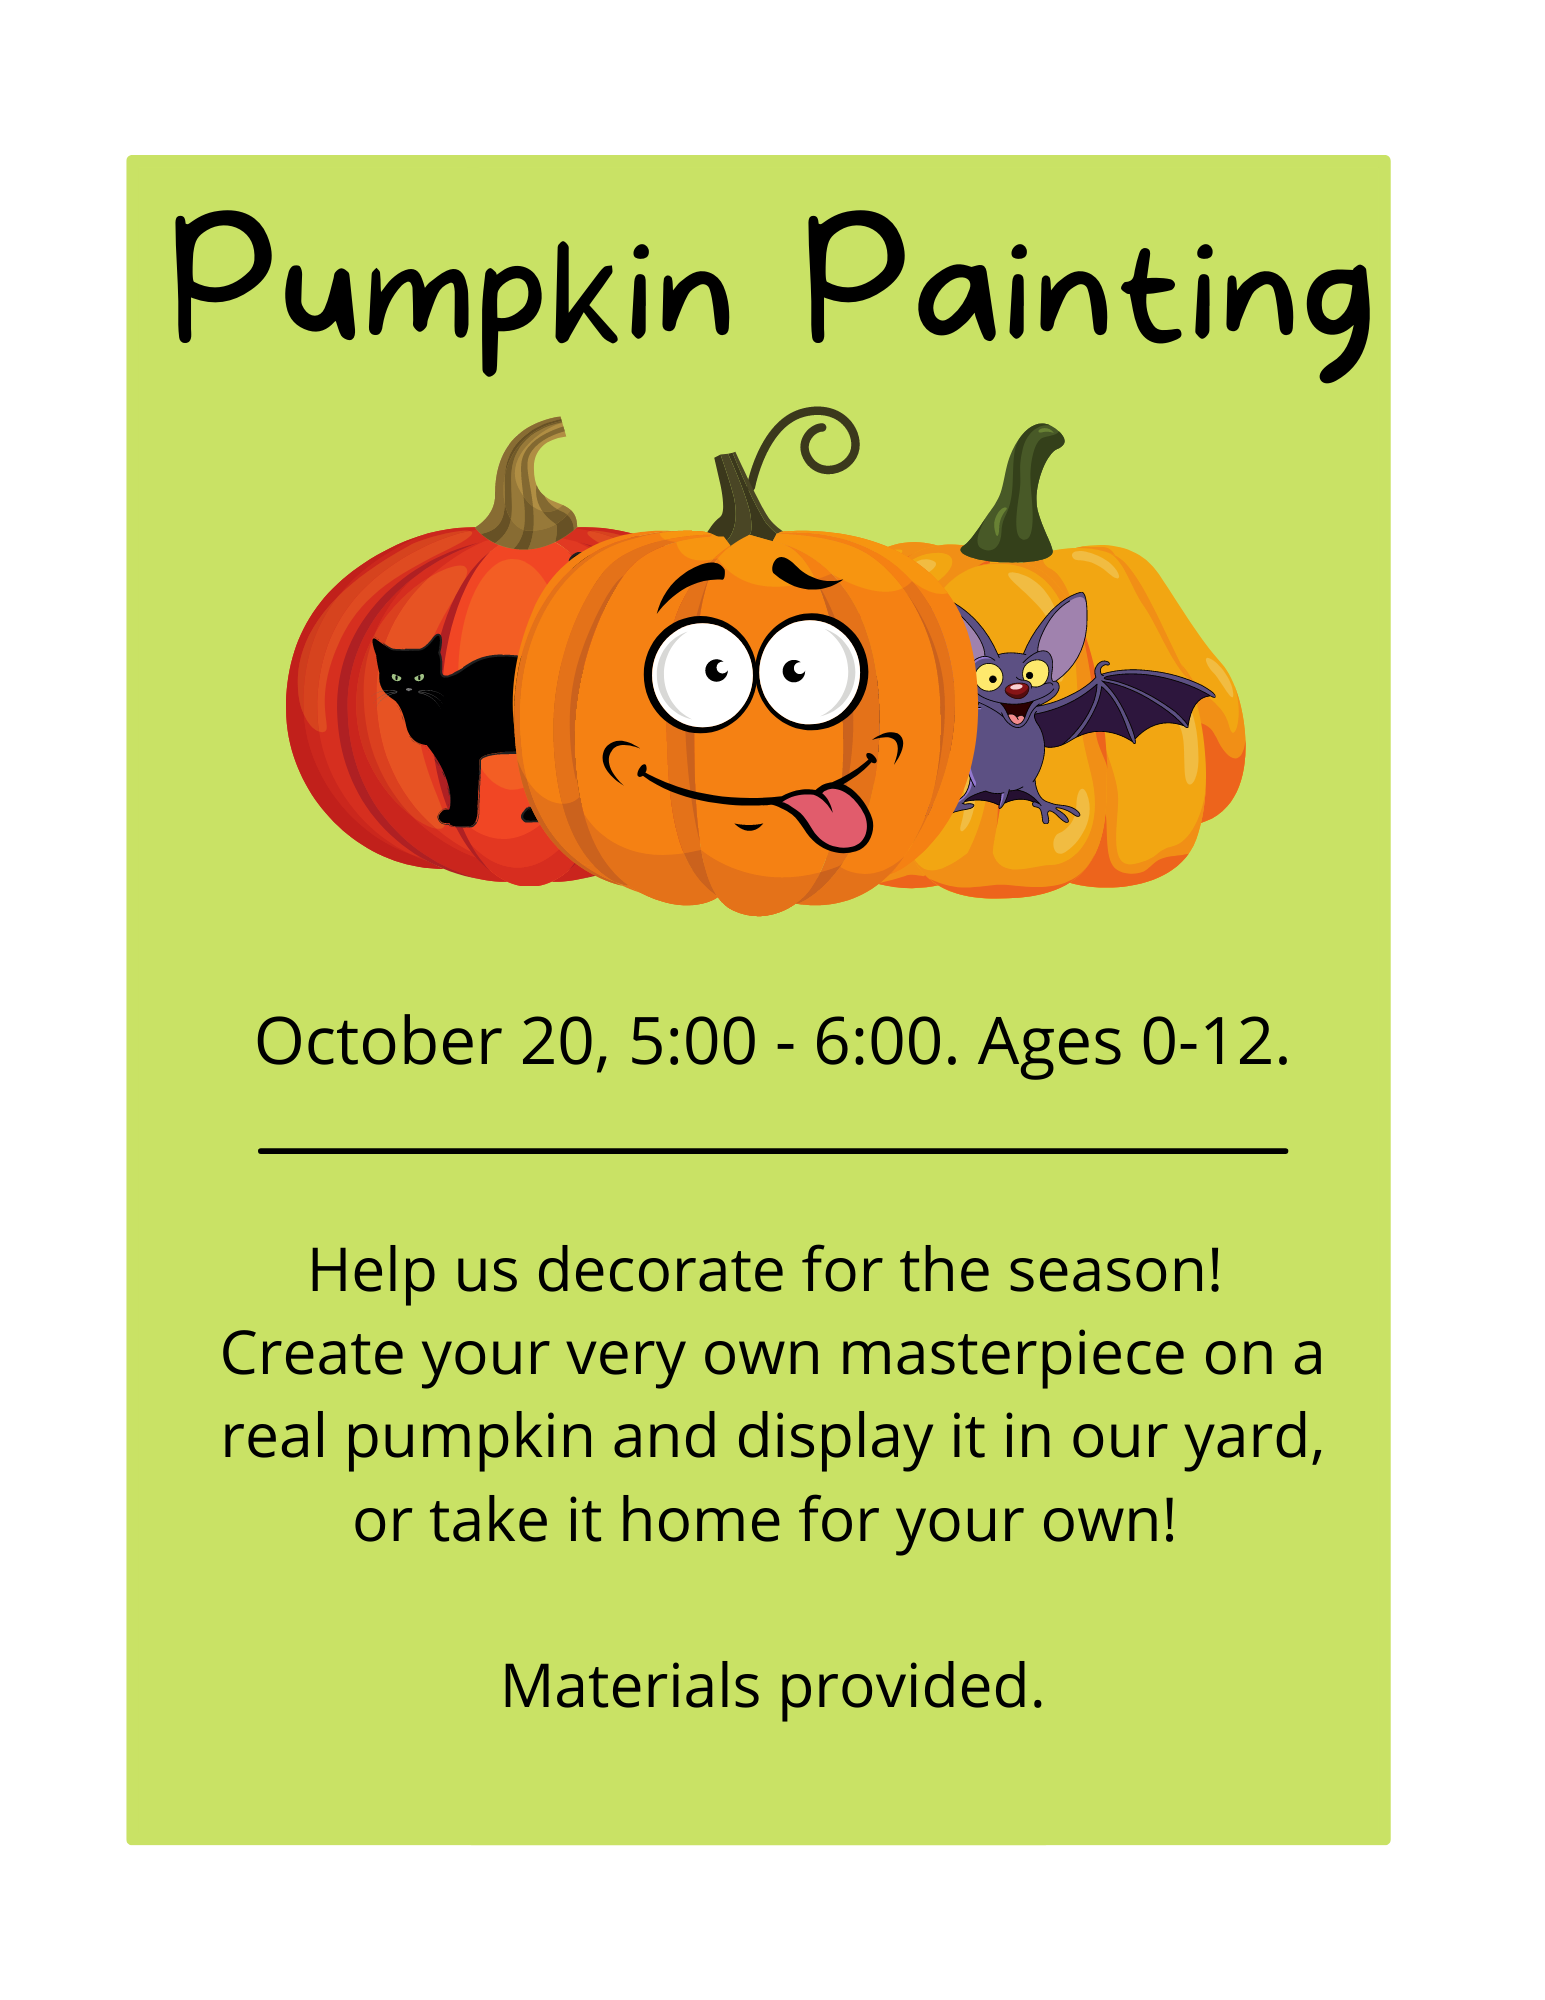 Pumpkin Painting
October 20, 5:00 - 6:00. Ages 0-12.
Help us decorate for the season!
Create your very own masterpiece on a
real pumpkin and display it in our yard,
or take it home for your own!
Materials provided.